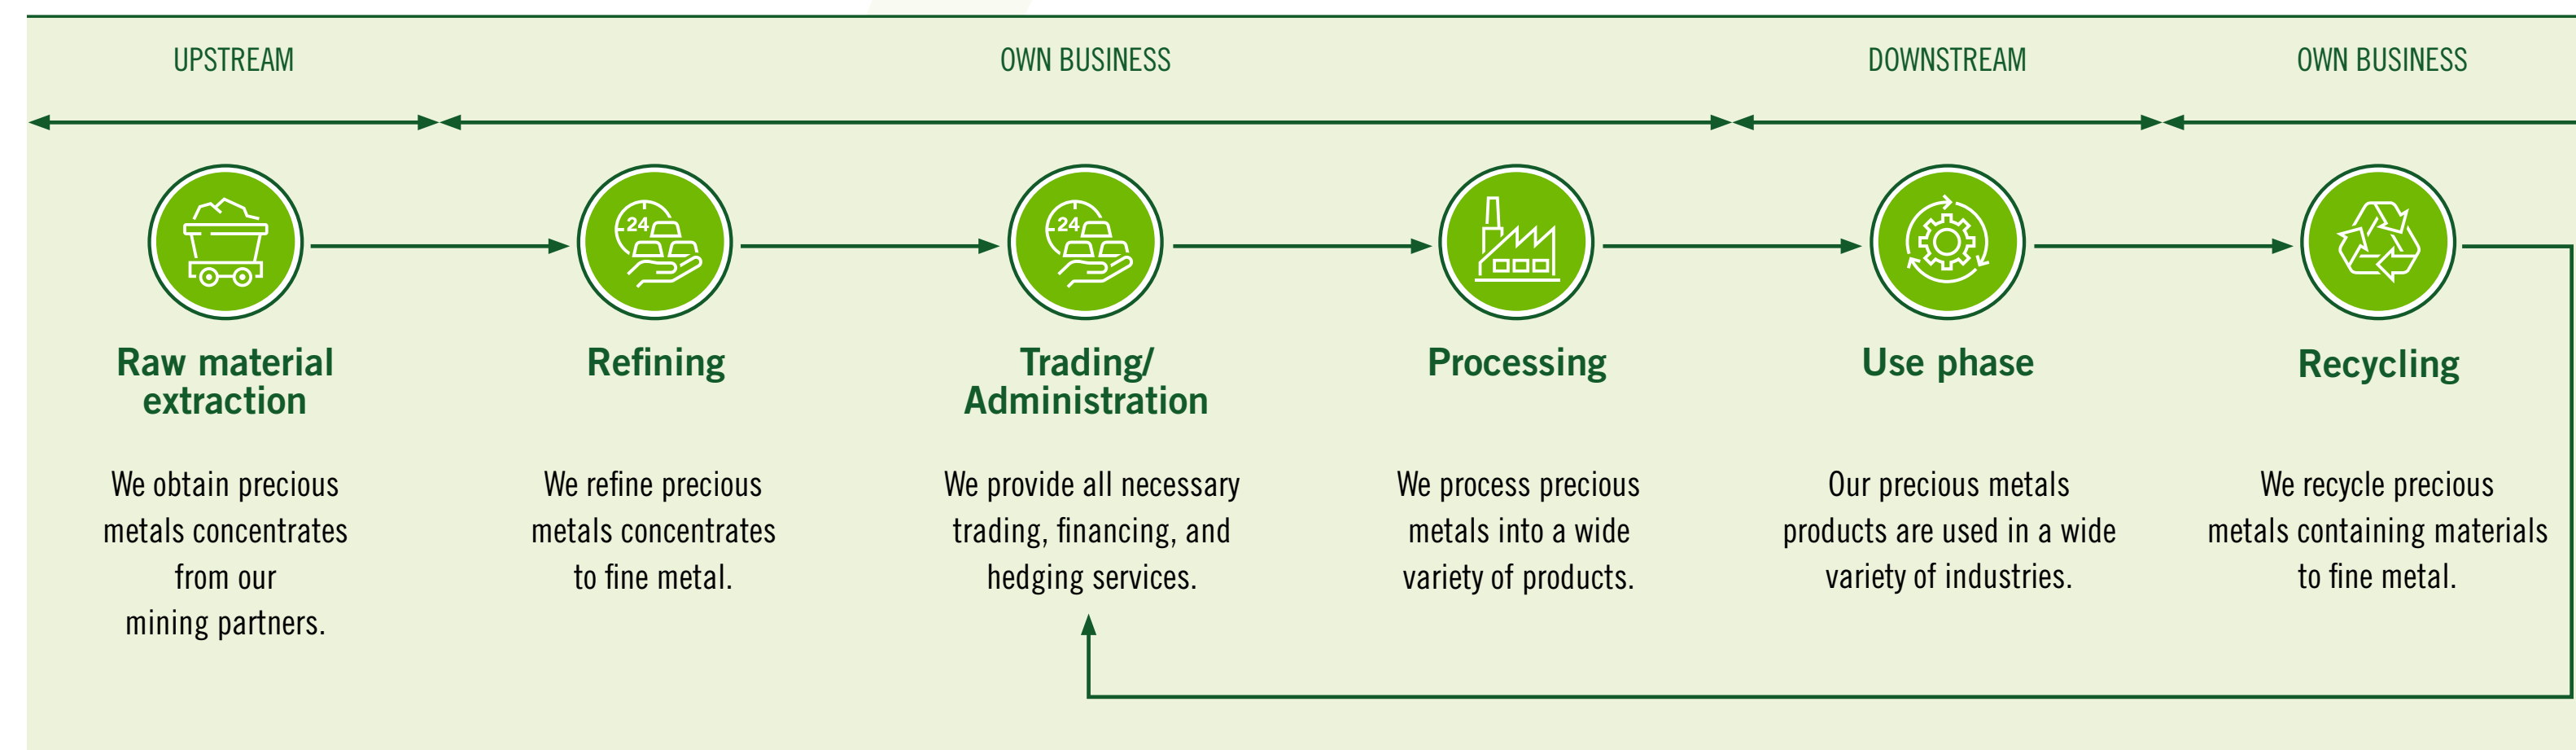 UPSTREAM
OWN BUSINESS
DOWNSTREAM
OWN BUSINESS
24
24
Raw material
extraction
Refining
Trading/
Administration
Processing
Use phase
Recycling
We obtain precious
metals concentrates
from our
mining partners.
We refine precious
metals concentrates
to fine metal.
We provide all necessary
trading, financing, and
hedging services.
We process precious
metals into a wide
variety of products.
Our precious metals
products are used in a wide
variety of industries.
We recycle precious
metals containing materials
to fine metal.